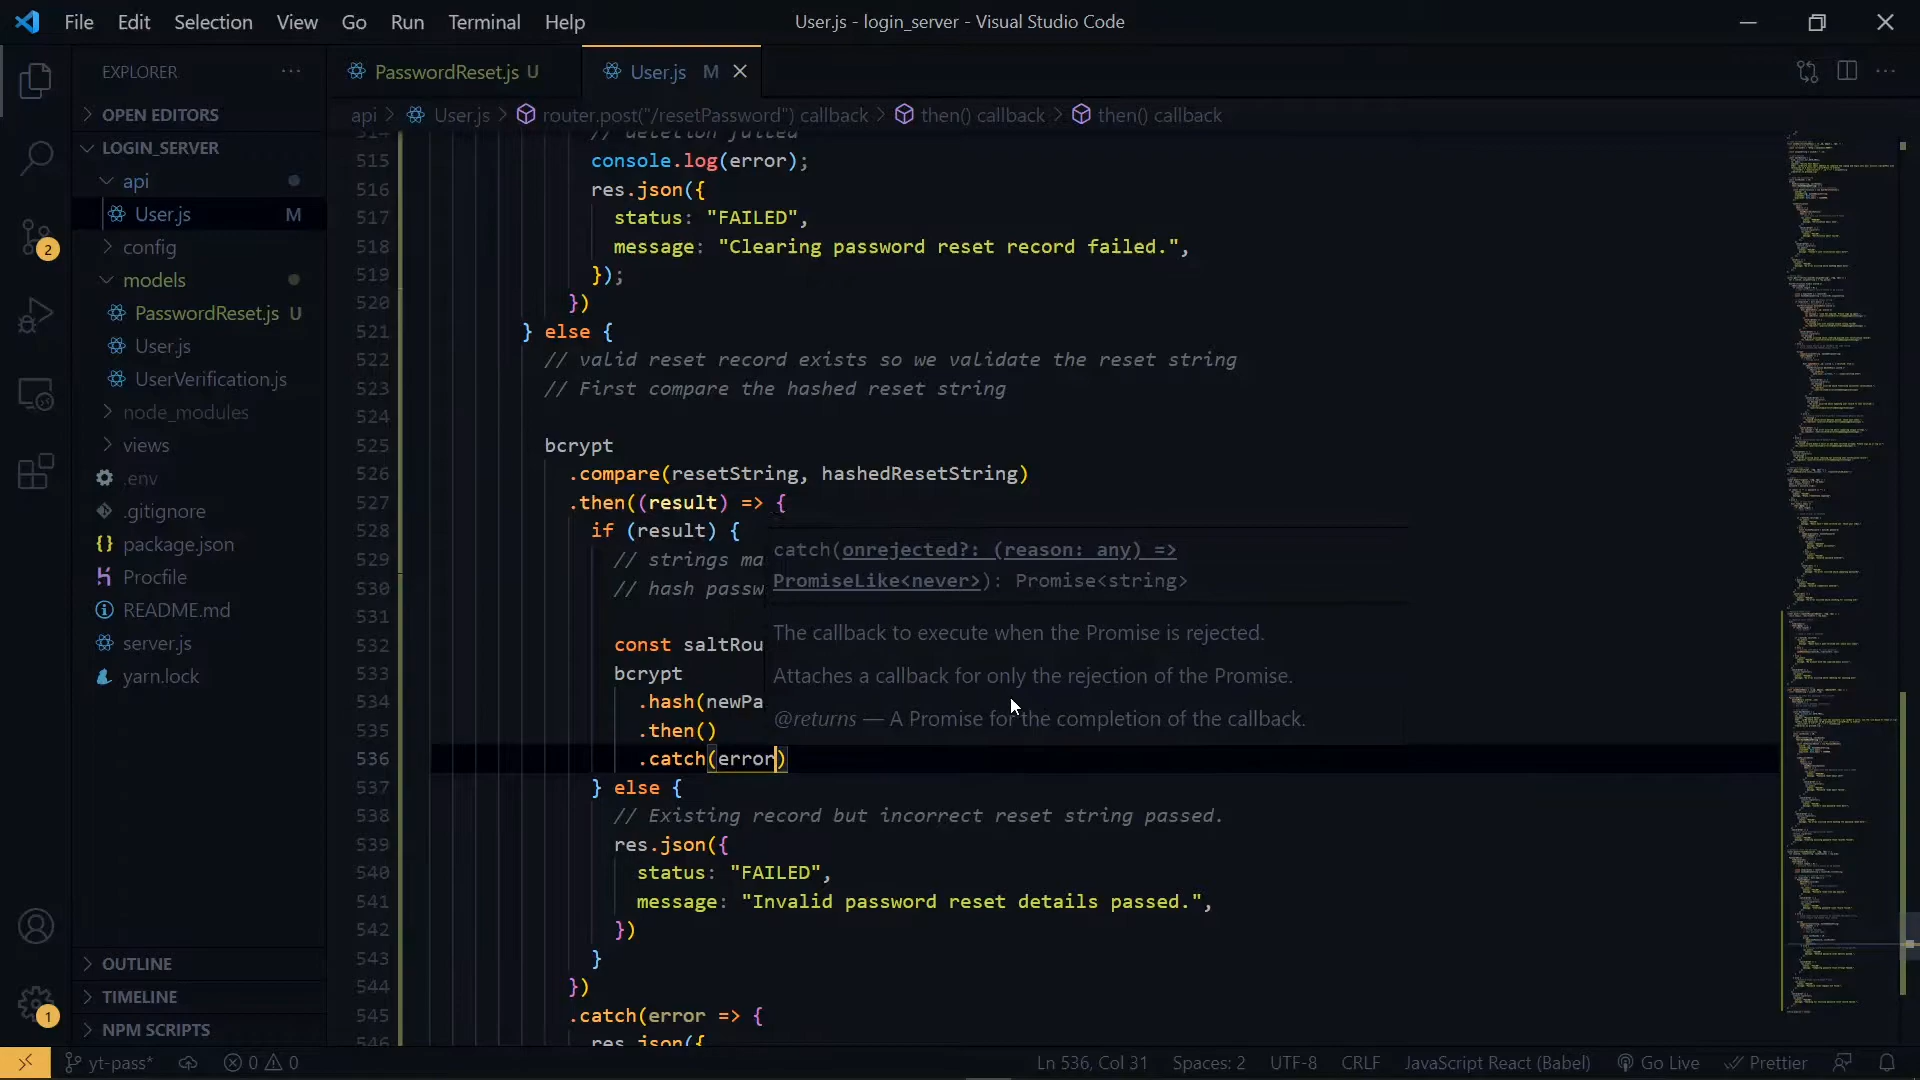 File Edit Selection View Go Run Terminal Help
User.js - login_server - Visual Studio Code
EXPLORER
OPEN EDITORS
LOGIN_SERVER
api
User.js M
config
models
PasswordReset.js U
User.js
UserVerification.js
node_modules
views
.env
.gitignore
package.json
Procfile
README.md
server.js
yarn.lock
OUTLINE
TIMELINE
NPM SCRIPTS
2
1
PasswordReset.js U
User.js M
api > User.js > router.post("/resetPassword") callback > then() callback > then() callback
514 // deletion failed
515 console.log(error);
516 res.json({
517 status: "FAILED",
518 message: "Clearing password reset record failed.",
519 });
520 })
521 } else {
522 // valid reset record exists so we validate the reset string
523 // First compare the hashed reset string
524
525 bcrypt
526 .compare(resetString, hashedResetString)
527 .then((result) => {
528 if (result) {
529 // strings ma
530 // hash passw
531
532 const saltRou
533 bcrypt
534 .hash(newPa
535 .then()
536 .catch(error)
537 } else {
538 // Existing record but incorrect reset string passed.
539 res.json({
540 status: "FAILED",
541 message: "Invalid password reset details passed.",
542 })
543 }
544 })
545 .catch(error => {
546 res.json({
catch(onrejected?: (reason: any) =>
PromiseLike<never>): Promise<string>
The callback to execute when the Promise is rejected.
Attaches a callback for only the rejection of the Promise.
@returns — A Promise for the completion of the callback.
yt-pass* 0 0
Ln 536, Col 31 Spaces: 2 UTF-8 CRLF JavaScript React (Babel) Go Live Prettier